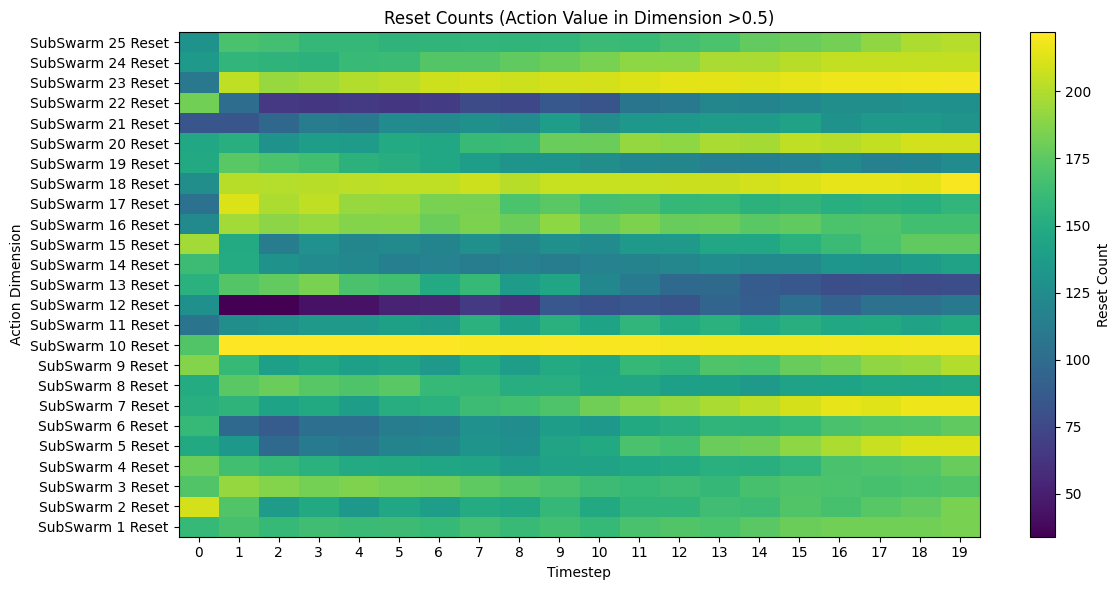 Reset Counts (Action Value in Dimension >0.5)
Action Dimension
SubSwarm 25 Reset
SubSwarm 24 Reset
SubSwarm 23 Reset
SubSwarm 22 Reset
SubSwarm 21 Reset
SubSwarm 20 Reset
SubSwarm 19 Reset
SubSwarm 18 Reset
SubSwarm 17 Reset
SubSwarm 16 Reset
SubSwarm 15 Reset
SubSwarm 14 Reset
SubSwarm 13 Reset
SubSwarm 12 Reset
SubSwarm 11 Reset
SubSwarm 10 Reset
SubSwarm 9 Reset
SubSwarm 8 Reset
SubSwarm 7 Reset
SubSwarm 6 Reset
SubSwarm 5 Reset
SubSwarm 4 Reset
SubSwarm 3 Reset
SubSwarm 2 Reset
SubSwarm 1 Reset
0 1 2 3 4 5 6 7 8 9 10 11 12 13 14 15 16 17 18 19
Timestep
200
175
150
125
100
75
50
Reset Count